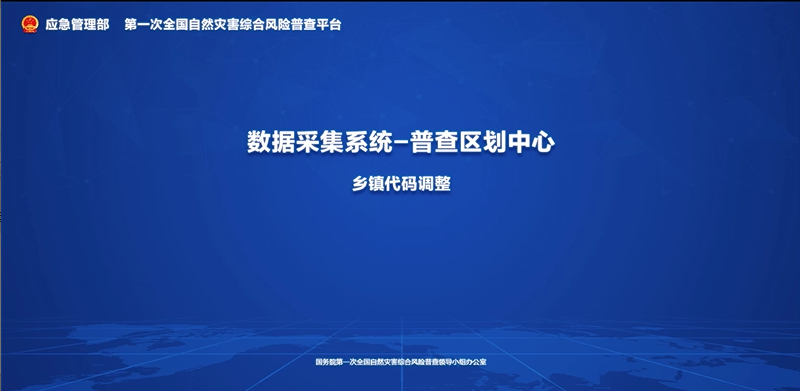 应急管理部 第一次全国自然灾害综合风险普查平台
数据采集系统–普查区划中心
乡镇代码调整
国务院第一次全国自然灾害综合风险普查领导小组办公室